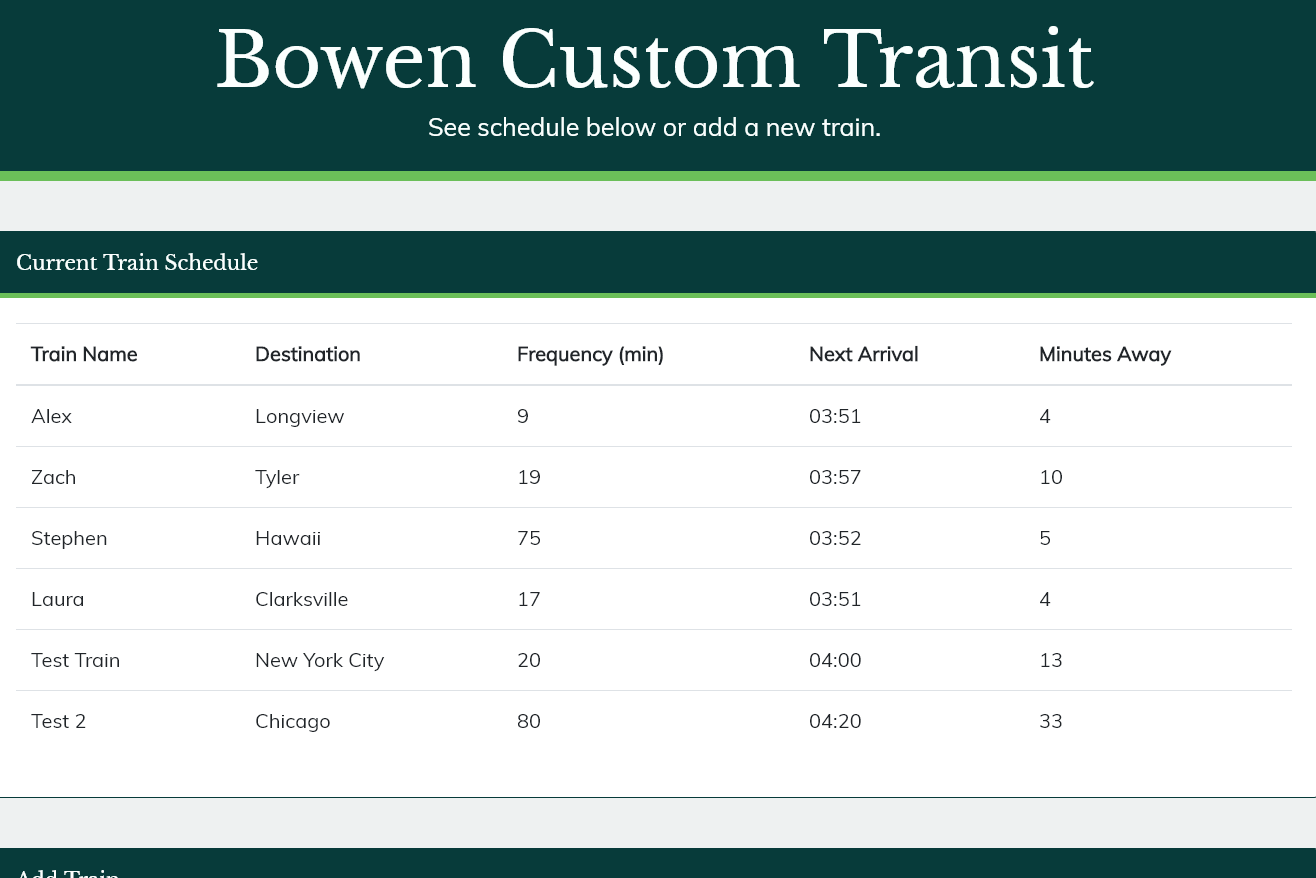 Bowen Custom Transit
See schedule below or add a new train.
Current Train Schedule
Train Name Destination Frequency (min) Next Arrival Minutes Away
Alex Longview 9 03:51 4
Zach Tyler 19 03:57 10
Stephen Hawaii 75 03:52 5
Laura Clarksville 17 03:51 4
Test Train New York City 20 04:00 13
Test 2 Chicago 80 04:20 33
Add Train